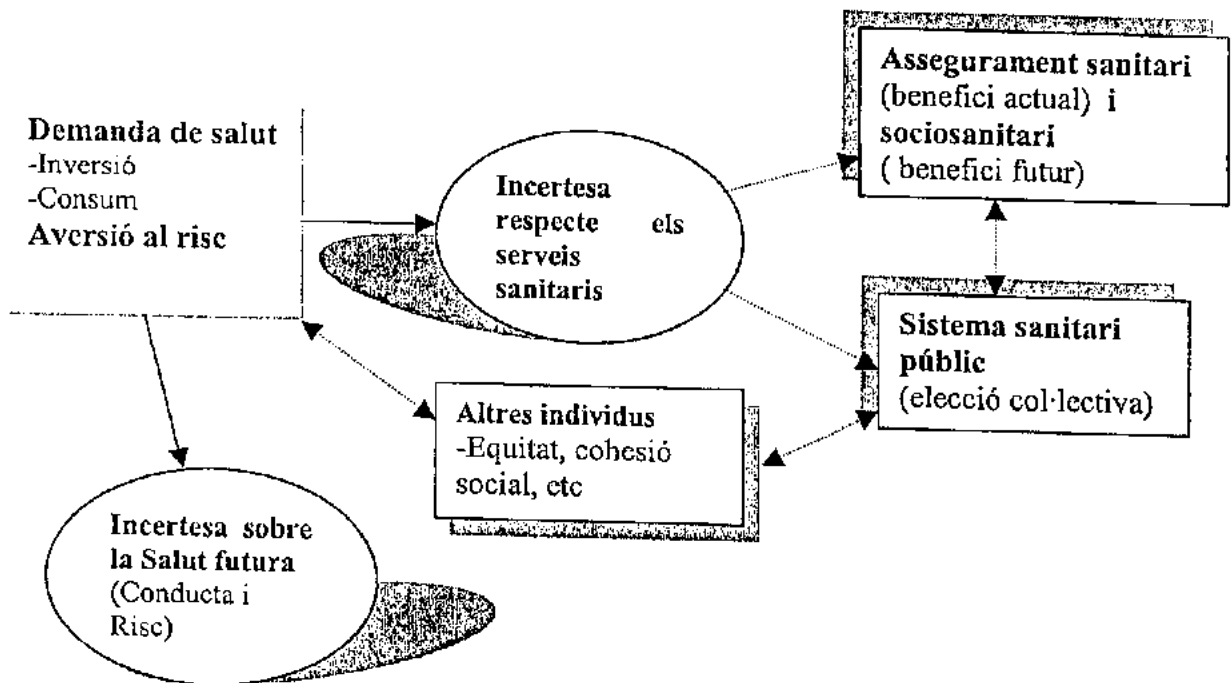 Demanda de salut
-Inversió
-Consum
Aversió al risc
Incertesa
respecte els
serveis
sanitaris
Assegurament sanitari
(benefici actual) i
sociosanitari
( benefici futur)
Sistema sanitari
públic
(elecció col·lectiva)
Altres individus
-Equitat, cohesió
social, etc
Incertesa sobre
la Salut futura
(Conducta i
Risc)